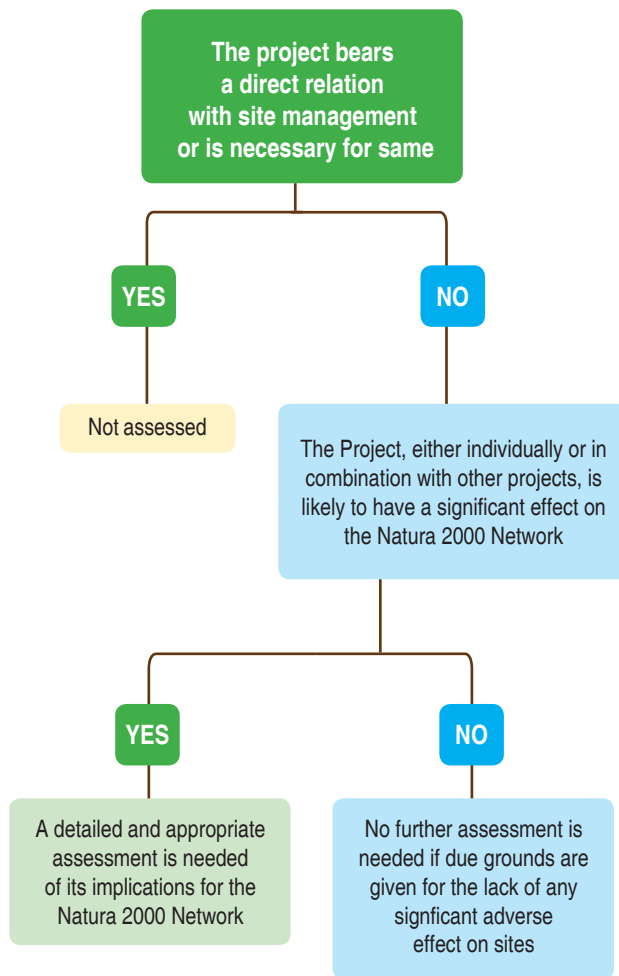 The project bears
a direct relation
with site management
or is necessary for same
YES
NO
Not assessed
The Project, either individually or in
combination with other projects, is
likely to have a significant effect on
the Natura 2000 Network
YES
NO
A detailed and appropriate
assessment is needed
of its implications for the
Natura 2000 Network
No further assessment is
needed if due grounds are
given for the lack of any
signficant adverse
effect on sites